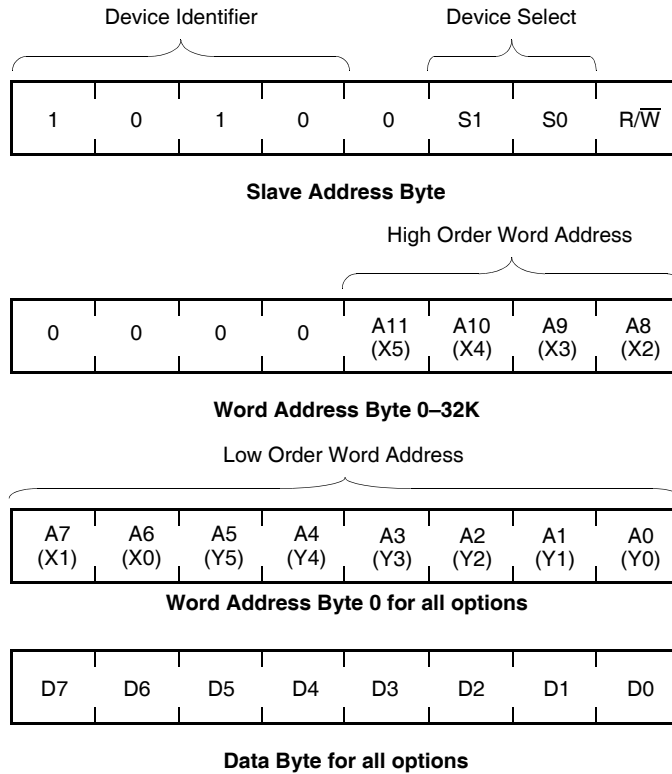 Device Identifier Device Select
1 0 1 0 0 S1 S0 R/W̅
Slave Address Byte
High Order Word Address
0 0 0 0 A11 A10 A9 A8
(X5) (X4) (X3) (X2)
Word Address Byte 0–32K
Low Order Word Address
A7 A6 A5 A4 A3 A2 A1 A0
(X1) (X0) (Y5) (Y4) (Y3) (Y2) (Y1) (Y0)
Word Address Byte 0 for all options
D7 D6 D5 D4 D3 D2 D1 D0
Data Byte for all options